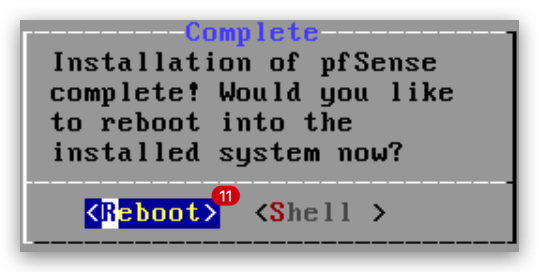 Complete
Installation of pfSense
complete! Would you like
to reboot into the
installed system now?
<Reboot> 11 <Shell >